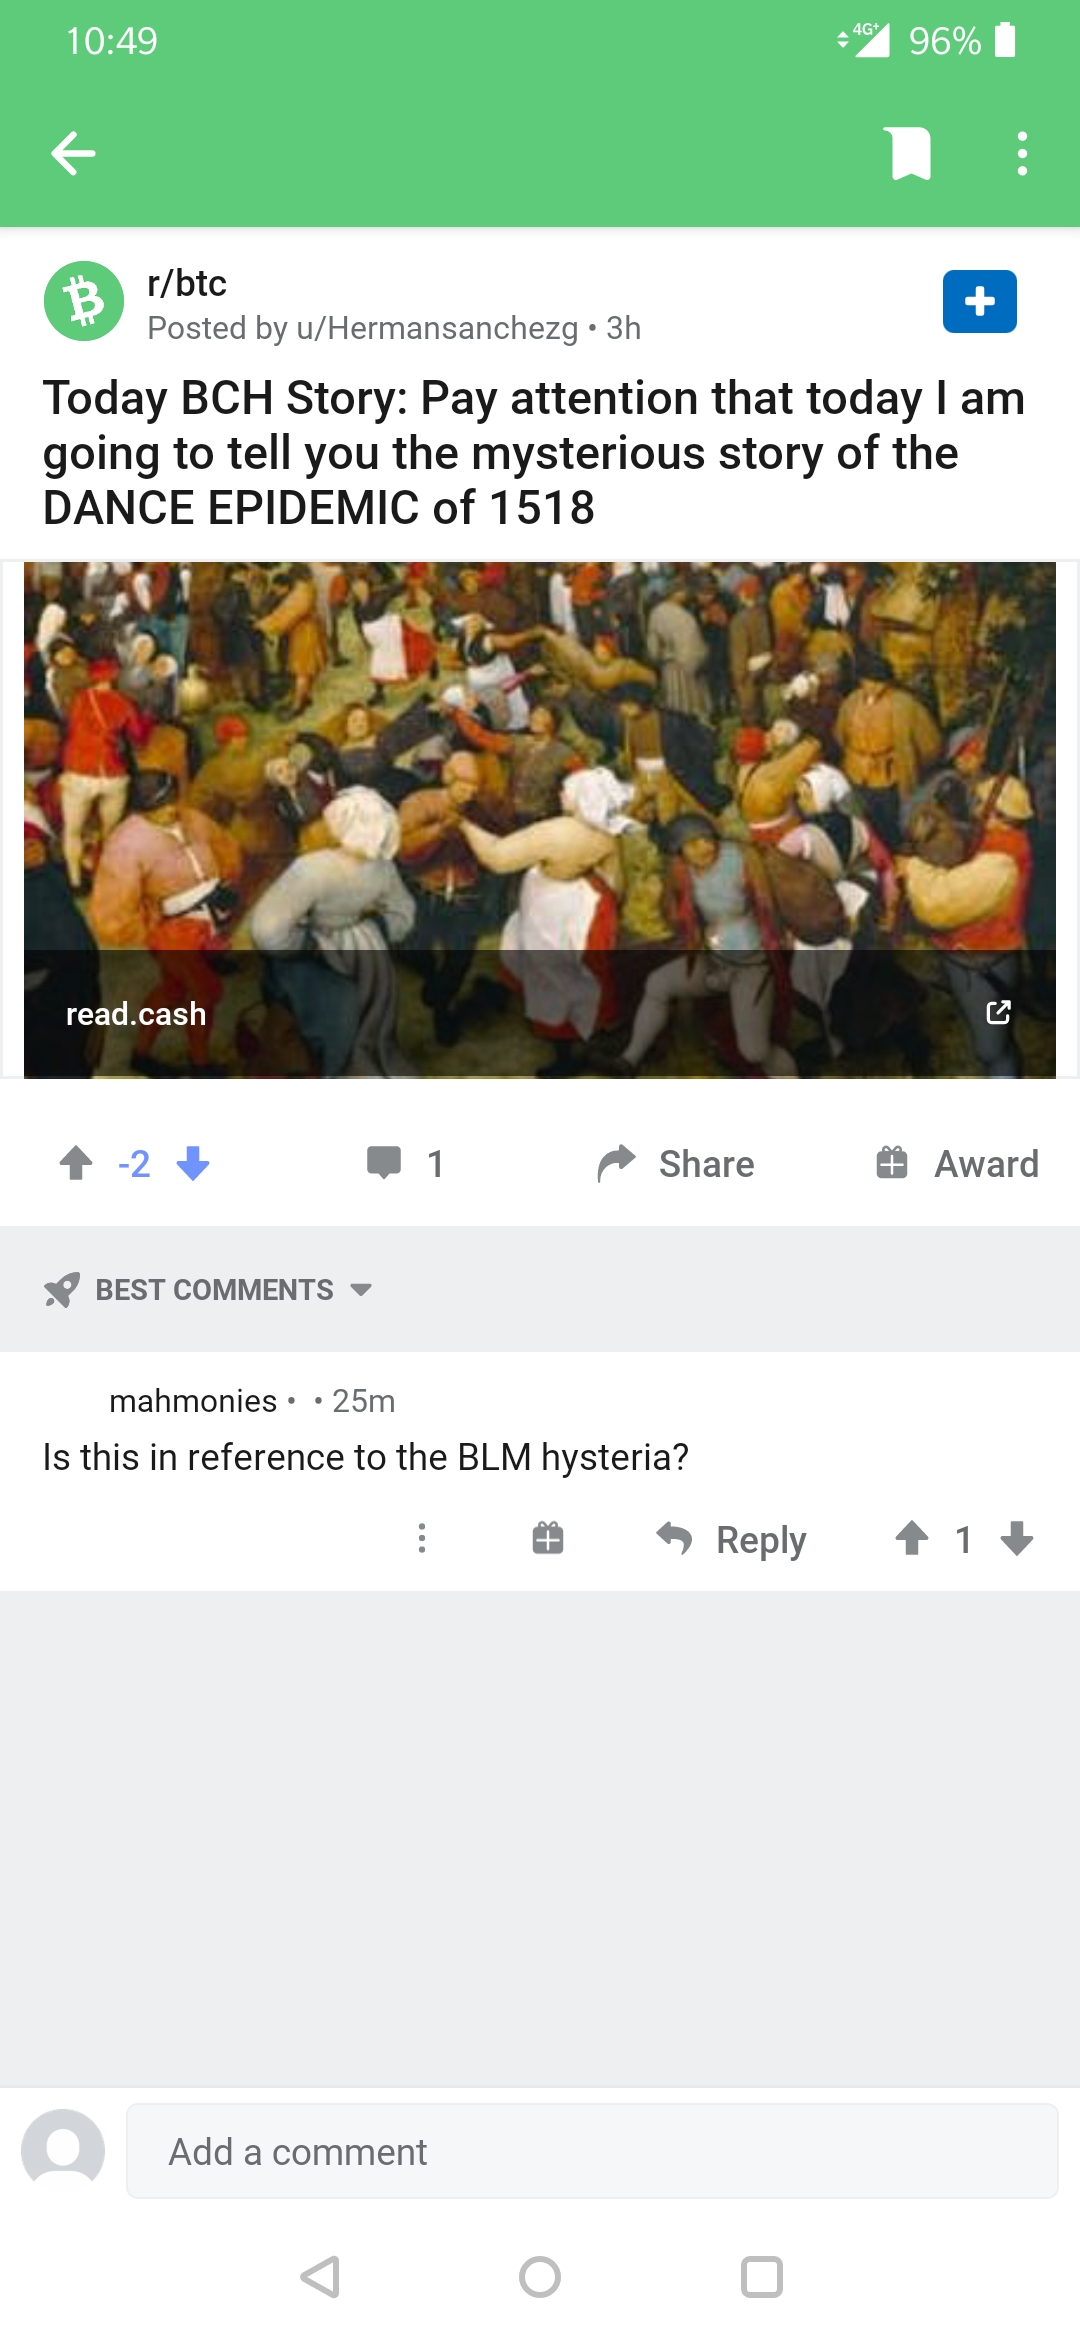 10:49
4G+ 96%
r/btc
Posted by u/Hermansanchezg • 3h
Today BCH Story: Pay attention that today I am
going to tell you the mysterious story of the
DANCE EPIDEMIC of 1518
read.cash
-2 1 Share Award
BEST COMMENTS
mahmonies • • 25m
Is this in reference to the BLM hysteria?
Reply 1
Add a comment